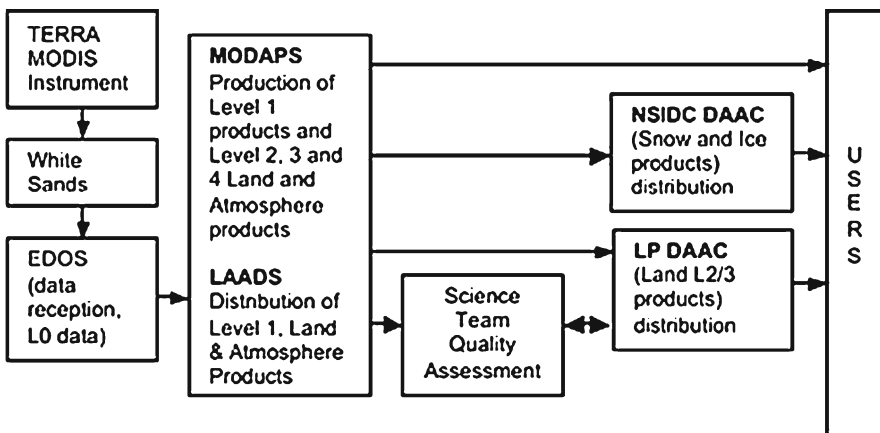 TERRA
MODIS
Instrument
White
Sands
EDOS
(data
reception,
L0 data)
MODAPS
Production of
Level 1
products and
Level 2, 3 and
4 Land and
Atmosphere
products
LAADS
Distribution of
Level 1, Land
& Atmosphere
Products
Science
Team
Quality
Assessment
NSIDC DAAC
(Snow and Ice
products)
distribution
LP DAAC
(Land L2/3
products)
distribution
U
S
E
R
S